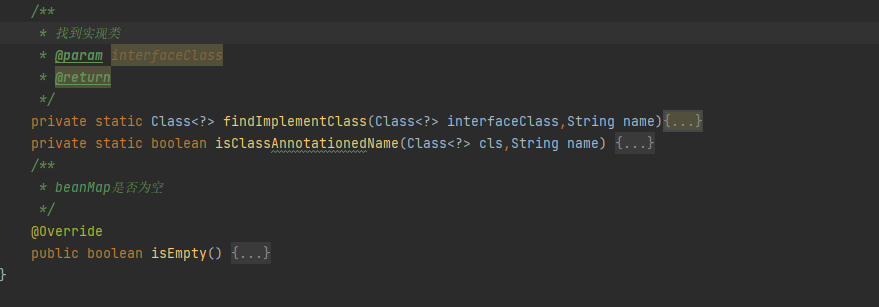 /**
 * 找到实现类
 * @param interfaceClass
 * @return
 */
private static Class<?> findImplementClass(Class<?> interfaceClass,String name){...}
private static boolean isClassAnnotationedName(Class<?> cls,String name) {...}
/**
 * beanMap是否为空
 */
@Override
public boolean isEmpty() {...}
}